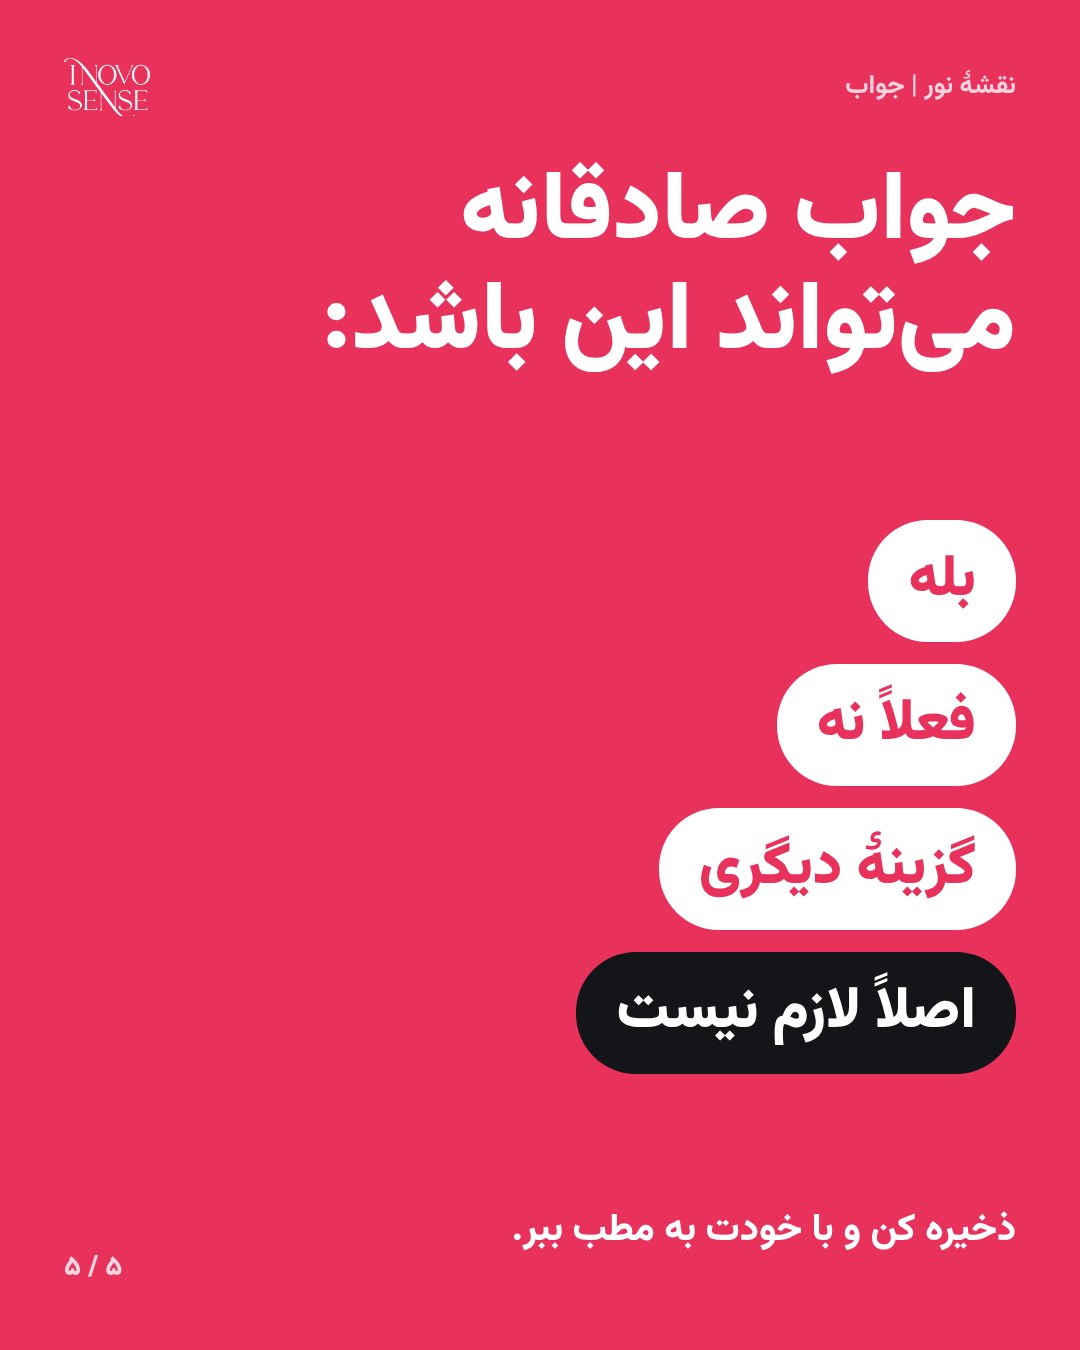 INOVO
SENSE
نقشهٔ نور | جواب
جواب صادقانه
می‌تواند این باشد:
بله
فعلاً نه
گزینهٔ دیگری
اصلاً لازم نیست
ذخیره کن و با خودت به مطب ببر.
۵ / ۵